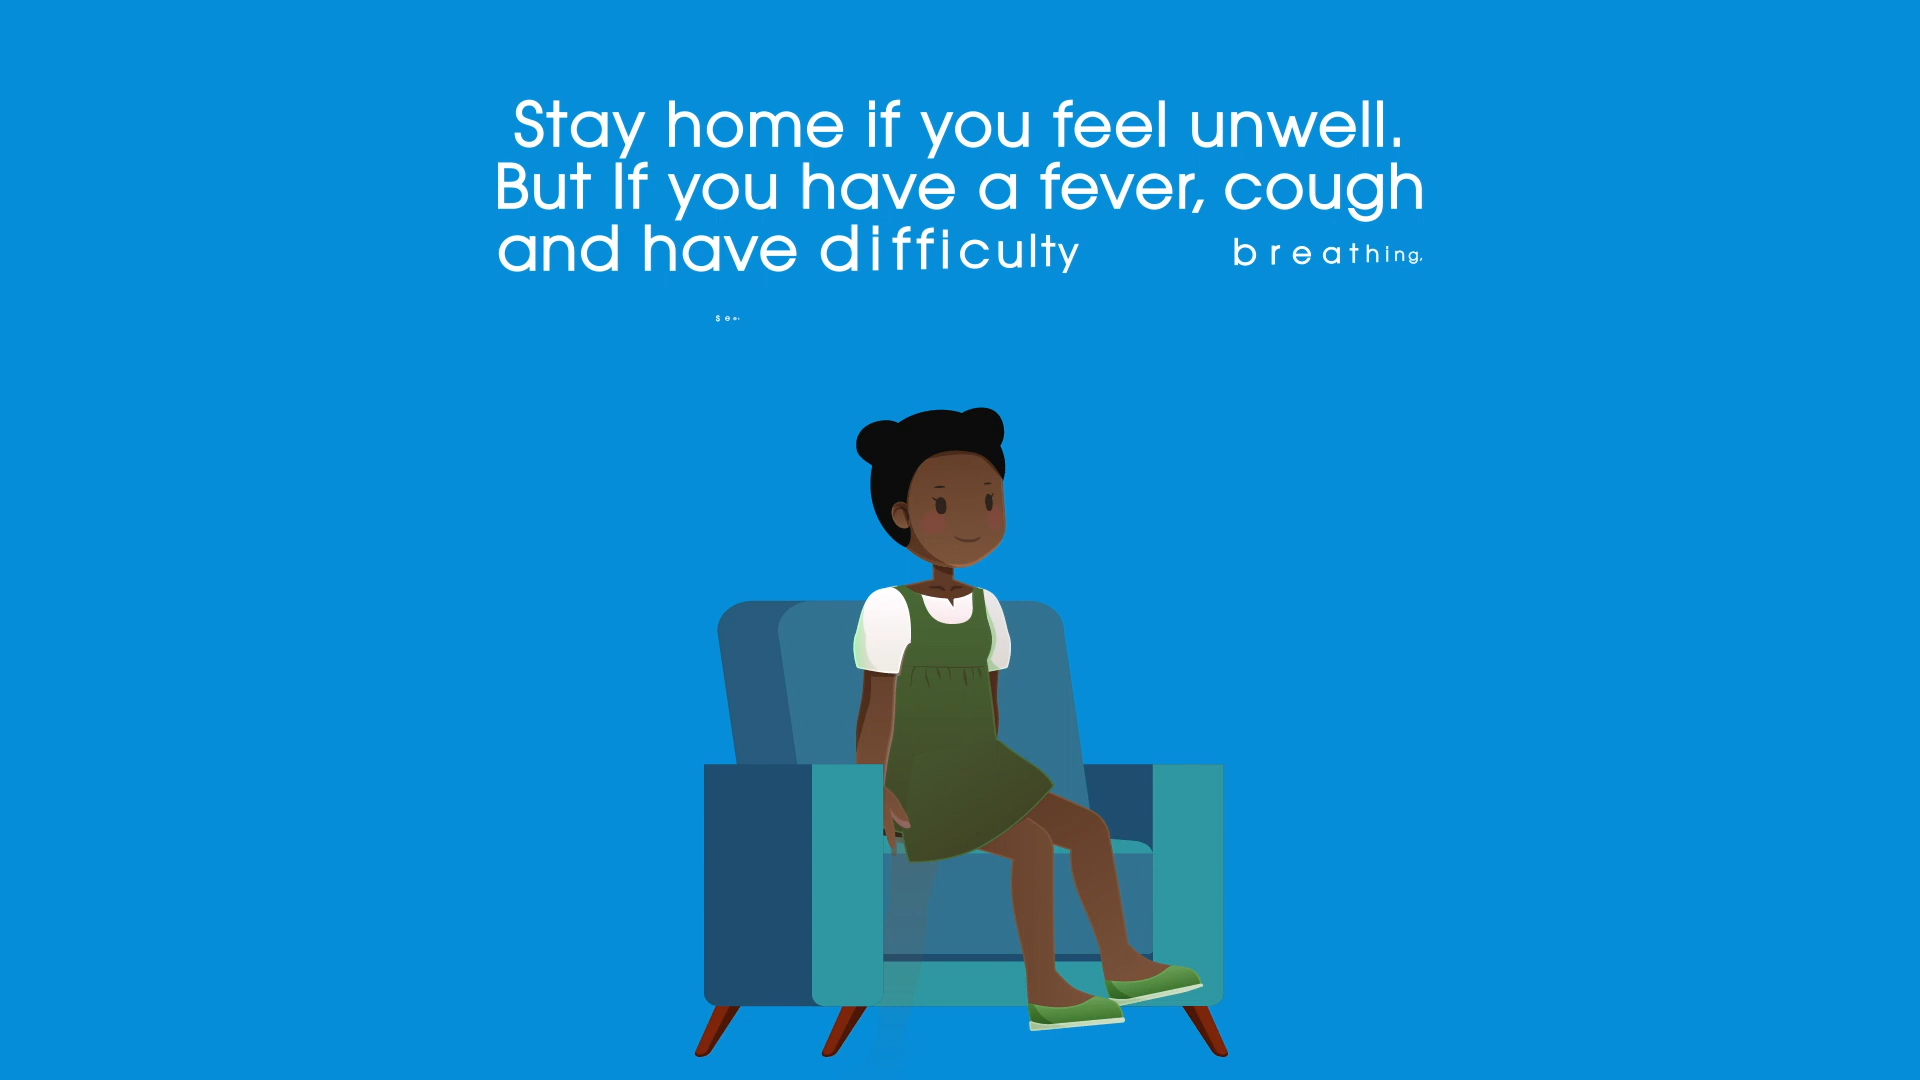 Stay home if you feel unwell.
But If you have a fever, cough
and have difficulty breathing,